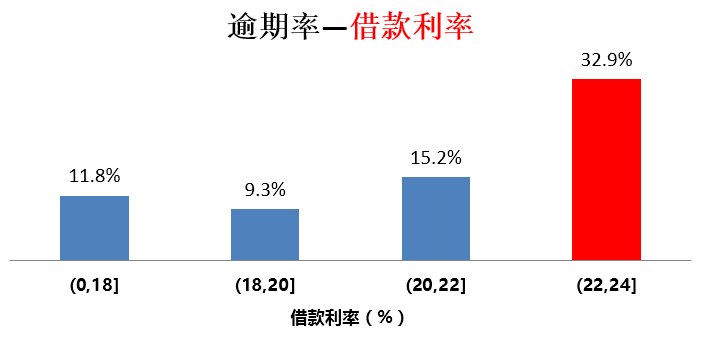 逾期率—借款利率
32.9%
15.2%
11.8%
9.3%
(0,18] (18,20] (20,22] (22,24]
借款利率（%）